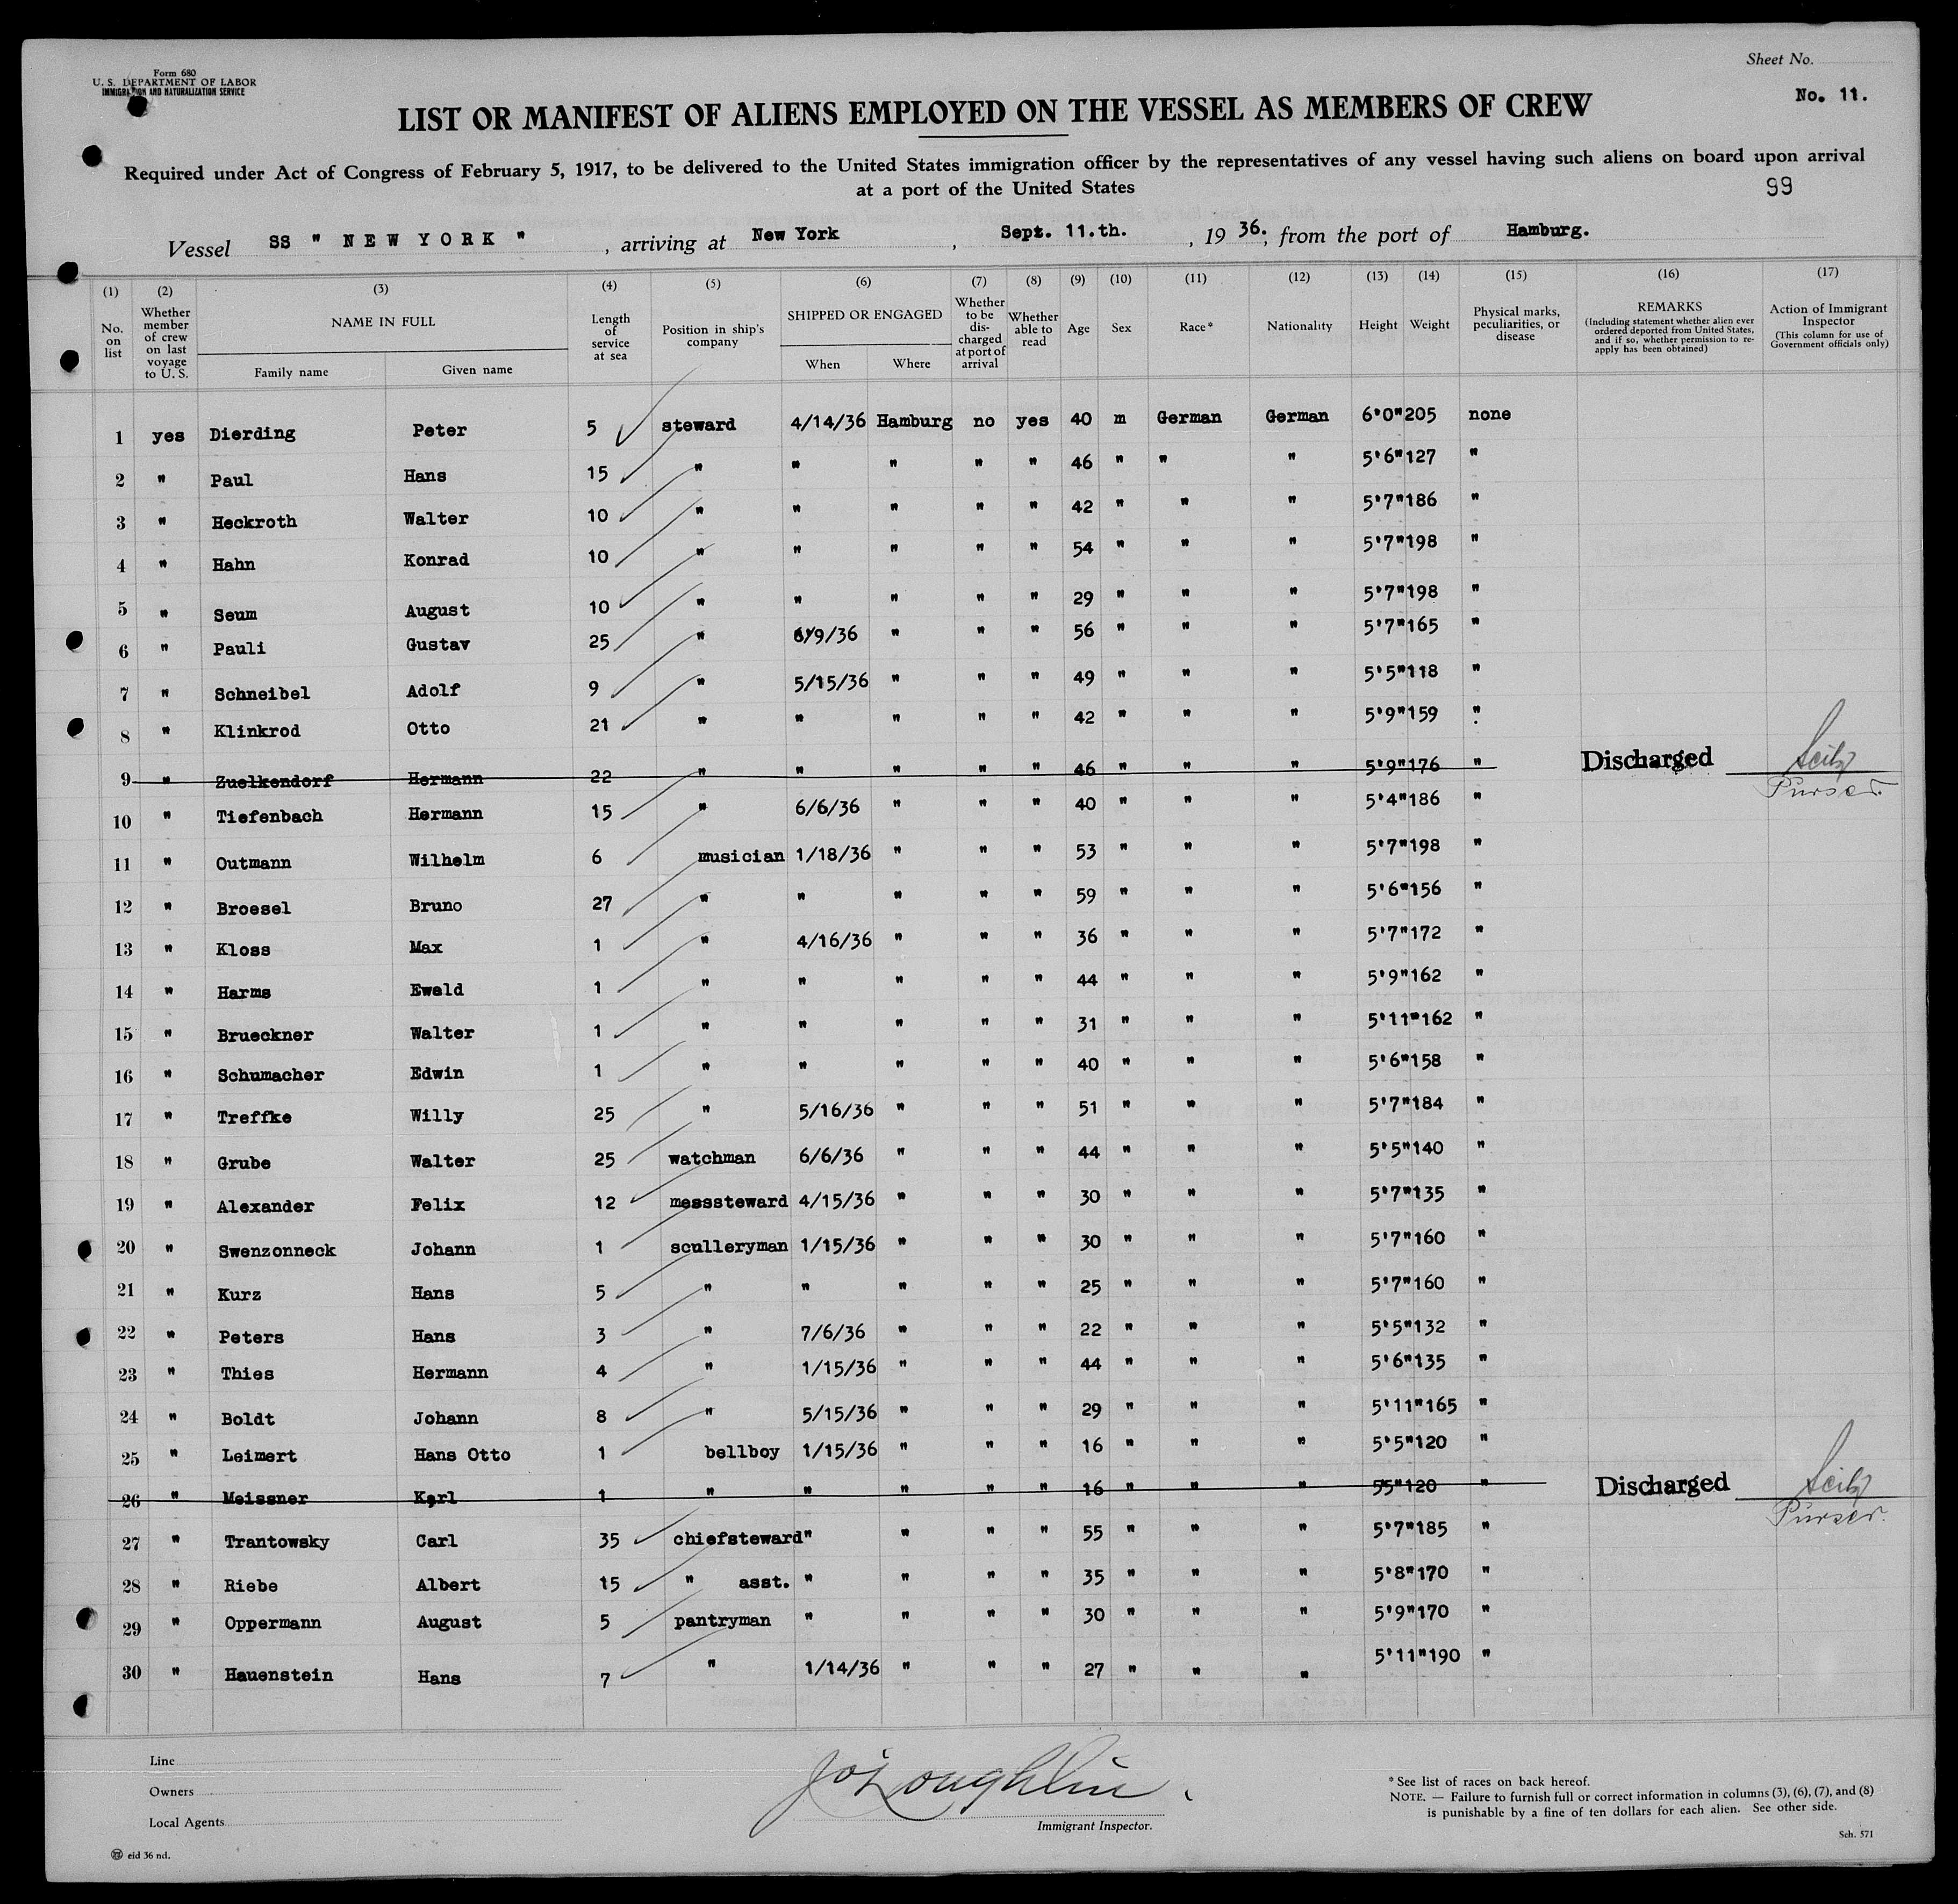 Form 680
U. S. DEPARTMENT OF LABOR
IMMIGRATION AND NATURALIZATION SERVICE
Sheet No.
No. 11.
LIST OR MANIFEST OF ALIENS EMPLOYED ON THE VESSEL AS MEMBERS OF CREW
Required under Act of Congress of February 5, 1917, to be delivered to the United States immigration officer by the representatives of any vessel having such aliens on board upon arrival
at a port of the United States
99
Vessel SS " NEW YORK " , arriving at New York , Sept. 11.th. , 19 36. , from the port of Hamburg.
(1) (2) (3) (4) (5) (6) (7) (8) (9) (10) (11) (12) (13) (14) (15) (16) (17)
No. on list
Whether member of crew on last voyage to U. S.
NAME IN FULL
Family name
Given name
Length of service at sea
Position in ship's company
SHIPPED OR ENGAGED
When
Where
Whether to be discharged at port of arrival
Whether able to read
Age
Sex
Race*
Nationality
Height
Weight
Physical marks, peculiarities, or disease
REMARKS
(Including statement whether alien ever ordered deported from United States, and if so, whether permission to re-apply has been obtained)
Action of Immigrant Inspector
(This column for use of Government officials only)
1 yes Dierding Peter 5 steward 4/14/36 Hamburg no yes 40 m German German 6'0" 205 none
2 " Paul Hans 15 " " " " " 46 " " " 5'6" 127 "
3 " Heckroth Walter 10 " " " " " 42 " " " 5'7" 186 "
4 " Hahn Konrad 10 " " " " " 54 " " " 5'7" 198 "
5 " Seum August 10 " " " " " 29 " " " 5'7" 198 "
6 " Pauli Gustav 25 " 6/9/36 " " " 56 " " " 5'7" 165 "
7 " Schneibel Adolf 9 " 5/15/36 " " " 49 " " " 5'5" 118 "
8 " Klinkrod Otto 21 " " " " " 42 " " " 5'9" 159 "
9 " Zuelkendorf Hermann 22 " " " " " 46 " " " 5'9" 176 " Discharged Seitz Purser.
10 " Tiefenbach Hermann 15 " 6/6/36 " " " 40 " " " 5'4" 186 "
11 " Outmann Wilhelm 6 musician 1/18/36 " " " 53 " " " 5'7" 198 "
12 " Broesel Bruno 27 " " " " " 59 " " " 5'6" 156 "
13 " Kloss Max 1 " 4/16/36 " " " 36 " " " 5'7" 172 "
14 " Harms Ewald 1 " " " " " 44 " " " 5'9" 162 "
15 " Brueckner Walter 1 " " " " " 31 " " " 5'11" 162 "
16 " Schumacher Edwin 1 " " " " " 40 " " " 5'6" 158 "
17 " Treffke Willy 25 " 5/16/36 " " " 51 " " " 5'7" 184 "
18 " Grube Walter 25 watchman 6/6/36 " " " 44 " " " 5'5" 140 "
19 " Alexander Felix 12 messsteward 4/15/36 " " " 30 " " " 5'7" 135 "
20 " Swenzonneck Johann 1 sculleryman 1/15/36 " " " 30 " " " 5'7" 160 "
21 " Kurz Hans 5 " " " " " 25 " " " 5'7" 160 "
22 " Peters Hans 3 " 7/6/36 " " " 22 " " " 5'5" 132 "
23 " Thies Hermann 4 " 1/15/36 " " " 44 " " " 5'6" 135 "
24 " Boldt Johann 8 " 5/15/36 " " " 29 " " " 5'11" 165 "
25 " Leimert Hans Otto 1 bellboy 1/15/36 " " " 16 " " " 5'5" 120 "
26 " Meissner Karl 1 " " " " " 16 " " " 55" 120 " Discharged Seitz Purser.
27 " Trantowsky Carl 35 chiefsteward " " " " 55 " " " 5'7" 185 "
28 " Riebe Albert 15 " asst. " " " " 35 " " " 5'8" 170 "
29 " Oppermann August 5 pantryman " " " " 30 " " " 5'9" 170 "
30 " Hauenstein Hans 7 " 1/14/36 " " " 27 " " " 5'11" 190 "
Line
Owners
Local Agents
eid 36 nd.
JO'Loughlin.
Immigrant Inspector.
* See list of races on back hereof.
NOTE. — Failure to furnish full or correct information in columns (3), (6), (7), and (8)
is punishable by a fine of ten dollars for each alien. See other side.
Sch. 571